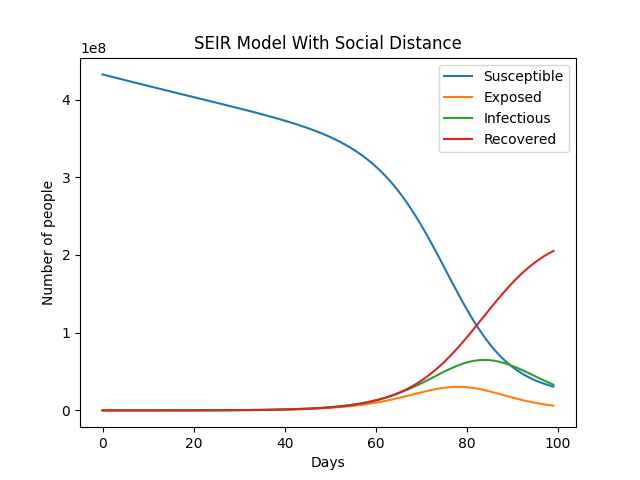 SEIR Model With Social Distance
1e8
Susceptible
Exposed
Infectious
Recovered
4
3
2
1
0
Number of people
0 20 40 60 80 100
Days